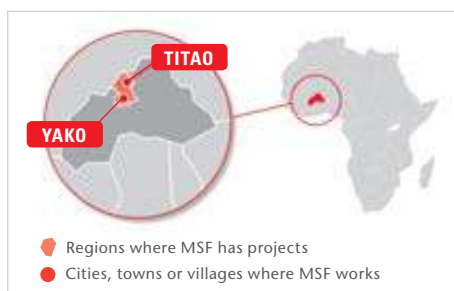 TITAO
YAKO
Regions where MSF has projects
Cities, towns or villages where MSF works